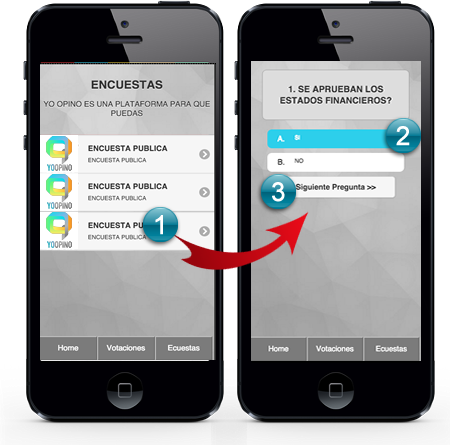 ENCUESTAS
YO OPINO ES UNA PLATAFORMA PARA QUE
PUEDAS
YOOPINO
ENCUESTA PUBLICA
ENCUESTA PUBLICA
YOOPINO
ENCUESTA PUBLICA
ENCUESTA PUBLICA
YOOPINO
ENCUESTA PU
ENCUESTA PUBLICA
1
Home
Votaciones
Ecuestas
1. SE APRUEBAN LOS
ESTADOS FINANCIEROS?
A. SI
2
B. NO
3
Siguiente Pregunta >>
Home
Votaciones
Ecuestas